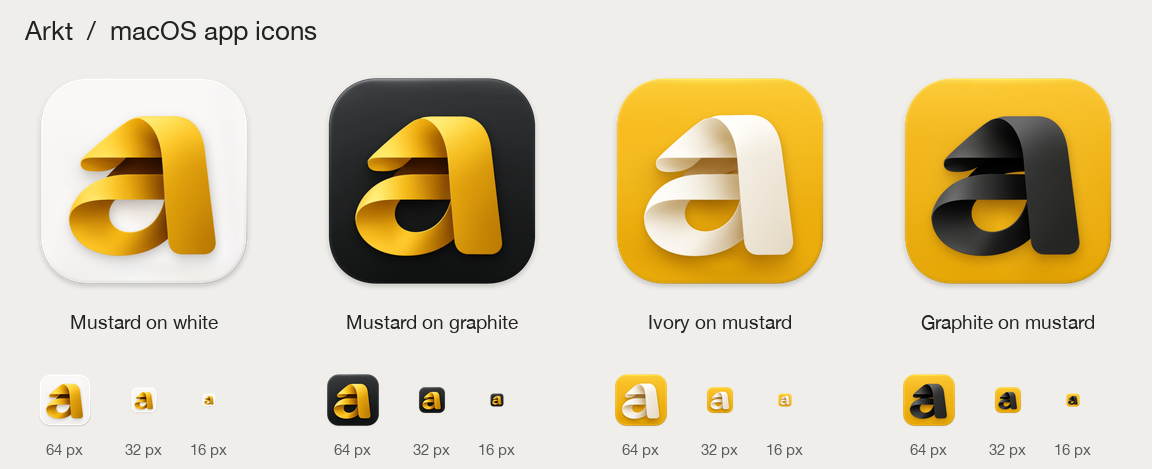 Arkt / macOS app icons
a a a a
Mustard on white Mustard on graphite Ivory on mustard Graphite on mustard
a a a a a a a a a a a a
64 px 32 px 16 px 64 px 32 px 16 px 64 px 32 px 16 px 64 px 32 px 16 px